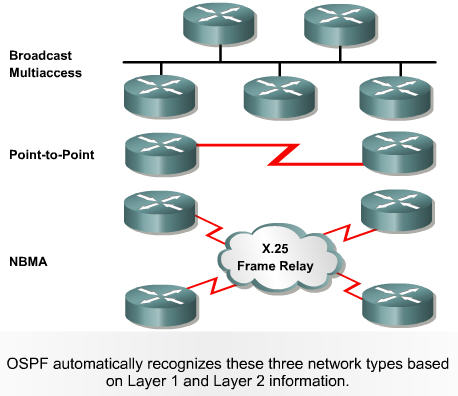 Broadcast
Multiaccess
Point-to-Point
NBMA
X.25
Frame Relay
OSPF automatically recognizes these three network types based
on Layer 1 and Layer 2 information.